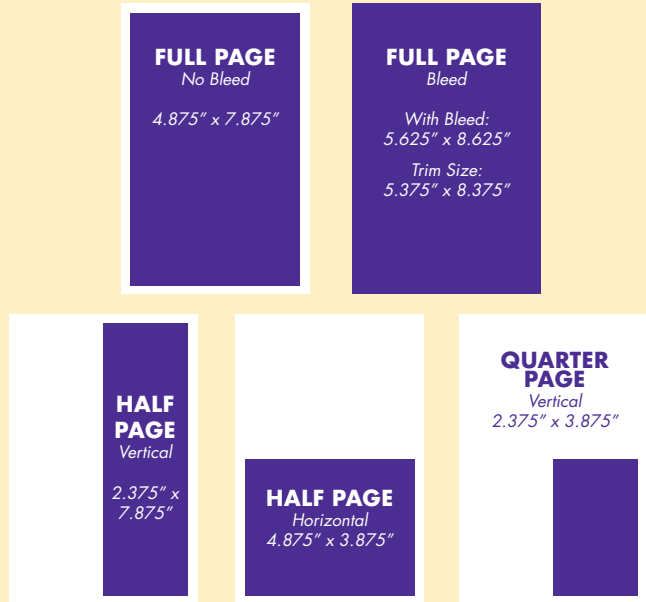 FULL PAGE
No Bleed
4.875” x 7.875”
FULL PAGE
Bleed
With Bleed:
5.625” x 8.625”
Trim Size:
5.375” x 8.375”
HALF
PAGE
Vertical
2.375” x
7.875”
HALF PAGE
Horizontal
4.875” x 3.875”
QUARTER
PAGE
Vertical
2.375” x 3.875”